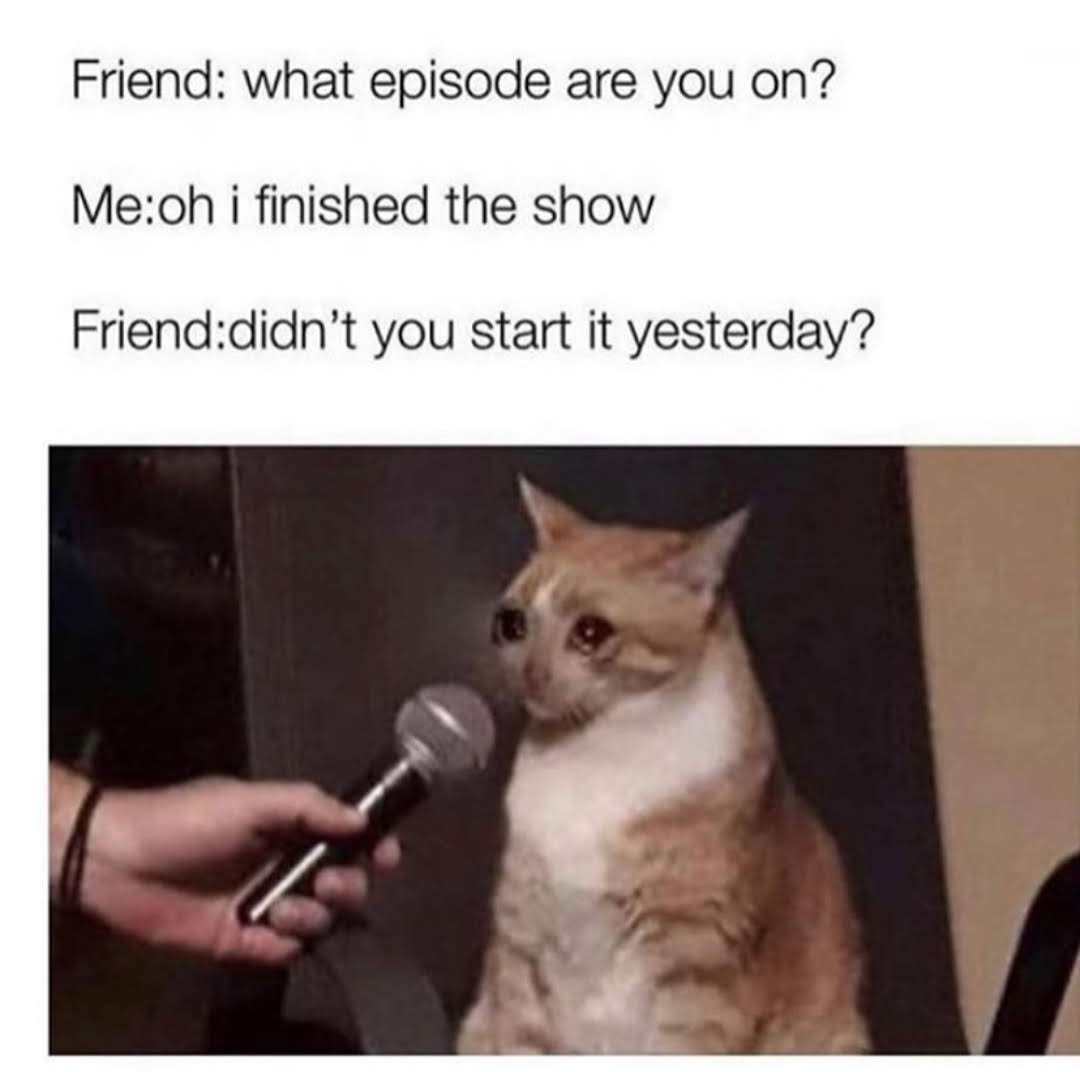 Friend: what episode are you on?
Me:oh i finished the show
Friend:didn't you start it yesterday?